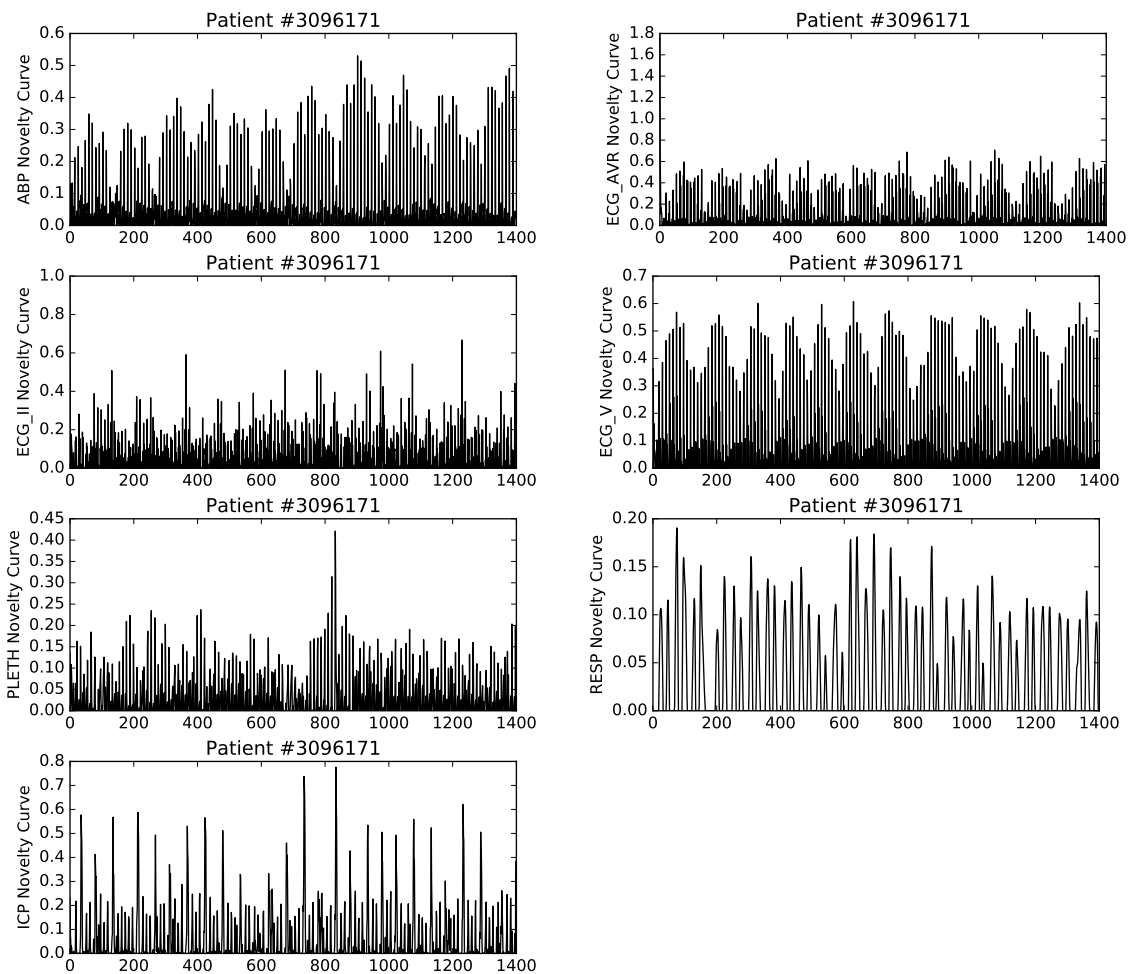 Patient #3096171
ABP Novelty Curve
0.6
0.5
0.4
0.3
0.2
0.1
0.0
0 200 400 600 800 1000 1200 1400
Patient #3096171
ECG_AVR Novelty Curve
1.8
1.6
1.4
1.2
1.0
0.8
0.6
0.4
0.2
0.0
0 200 400 600 800 1000 1200 1400
Patient #3096171
ECG_II Novelty Curve
1.0
0.8
0.6
0.4
0.2
0.0
0 200 400 600 800 1000 1200 1400
Patient #3096171
ECG_V Novelty Curve
0.7
0.6
0.5
0.4
0.3
0.2
0.1
0.0
0 200 400 600 800 1000 1200 1400
Patient #3096171
PLETH Novelty Curve
0.45
0.40
0.35
0.30
0.25
0.20
0.15
0.10
0.05
0.00
0 200 400 600 800 1000 1200 1400
Patient #3096171
RESP Novelty Curve
0.20
0.15
0.10
0.05
0.00
0 200 400 600 800 1000 1200 1400
Patient #3096171
ICP Novelty Curve
0.8
0.7
0.6
0.5
0.4
0.3
0.2
0.1
0.0
0 200 400 600 800 1000 1200 1400